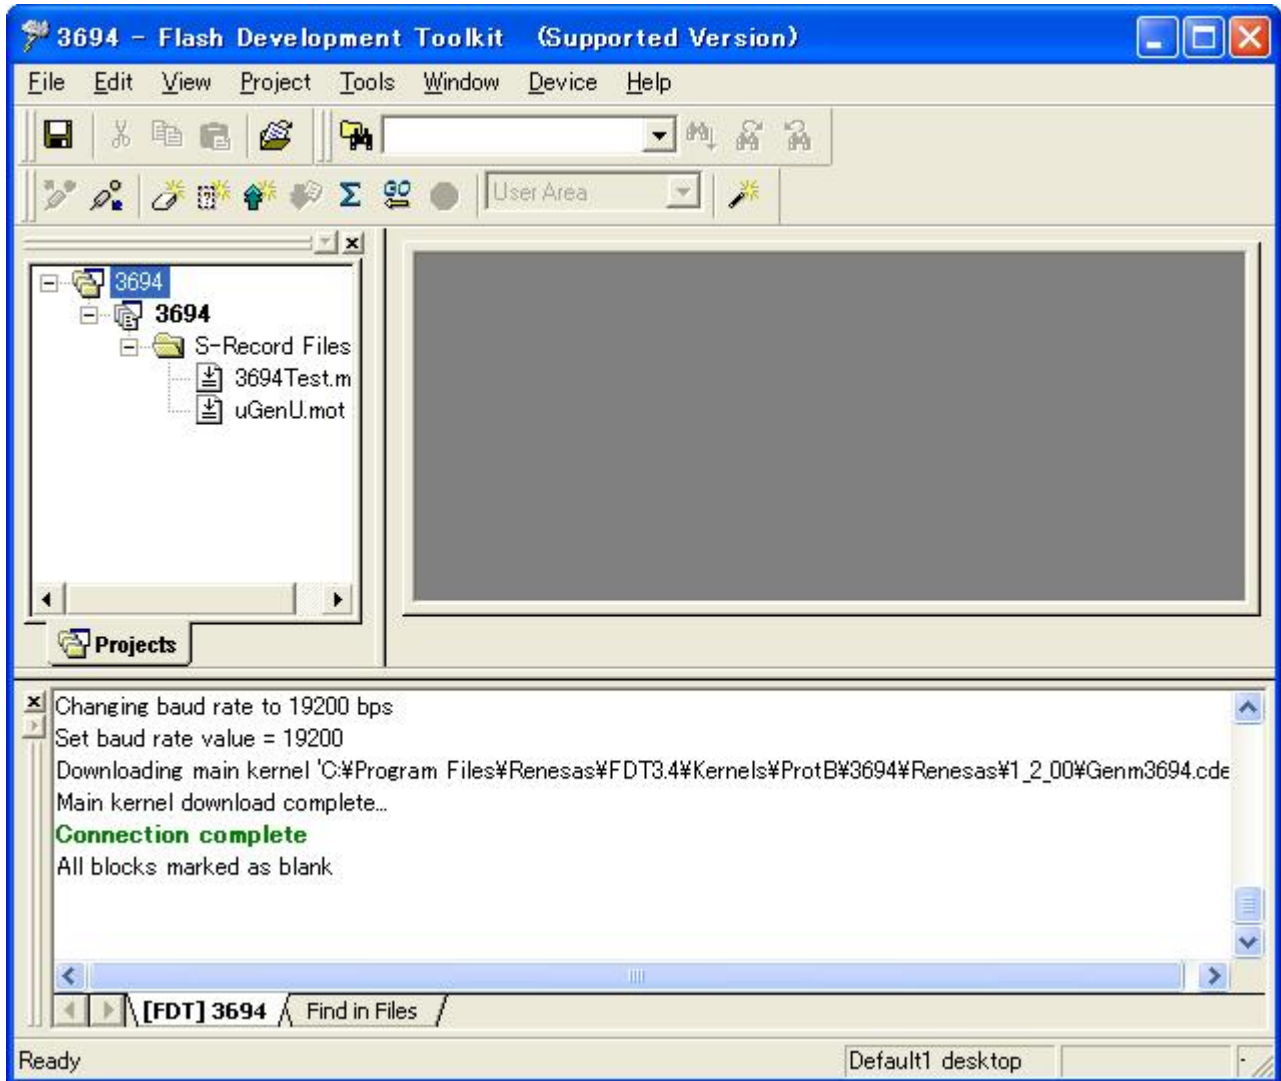 3694 - Flash Development Toolkit (Supported Version)
File Edit View Project Tools Window Device Help
GO User Area
3694
3694
S-Record Files
3694Test.m
uGenU.mot
Projects
Changing baud rate to 19200 bps
Set baud rate value = 19200
Downloading main kernel 'C:¥Program Files¥Renesas¥FDT3.4¥Kernels¥ProtB¥3694¥Renesas¥1_2_00¥Genm3694.cde
Main kernel download complete...
Connection complete
All blocks marked as blank
[FDT] 3694 Find in Files
Ready Default1 desktop